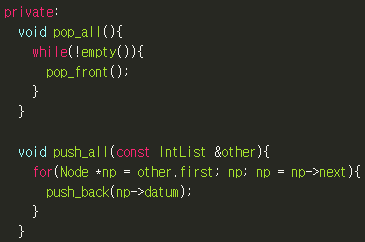 private:
void pop_all(){
while(!empty()){
pop_front();
}
}
void push_all(const IntList &other){
for(Node *np = other.first; np; np = np->next){
push_back(np->datum);
}
}